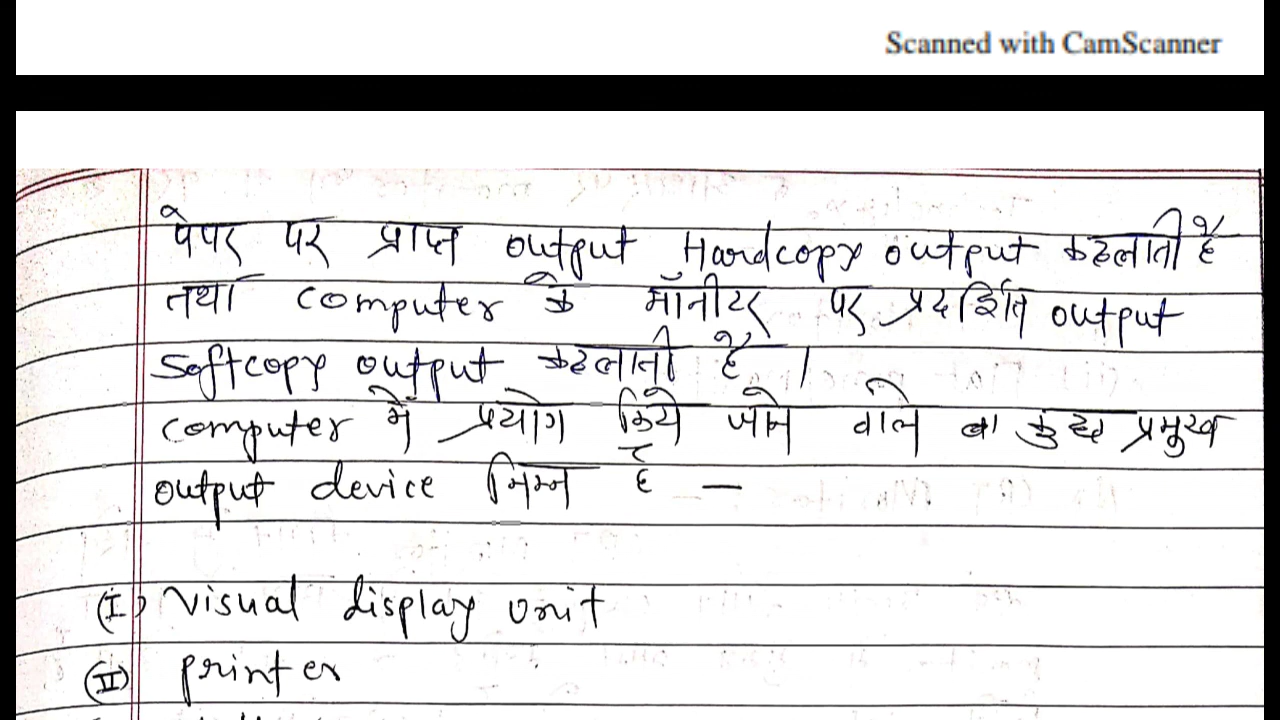 Scanned with CamScanner
पेपर पर प्राप्त output Hardcopy output कहलाती है
तथा computer के मॉनीटर पर प्रदर्शित output
Softcopy output कहलाती है ।
computer में प्रयोग किये जाने वाले कुछ प्रमुख
output device निम्न है —
(I) visual display unit
(II) printer